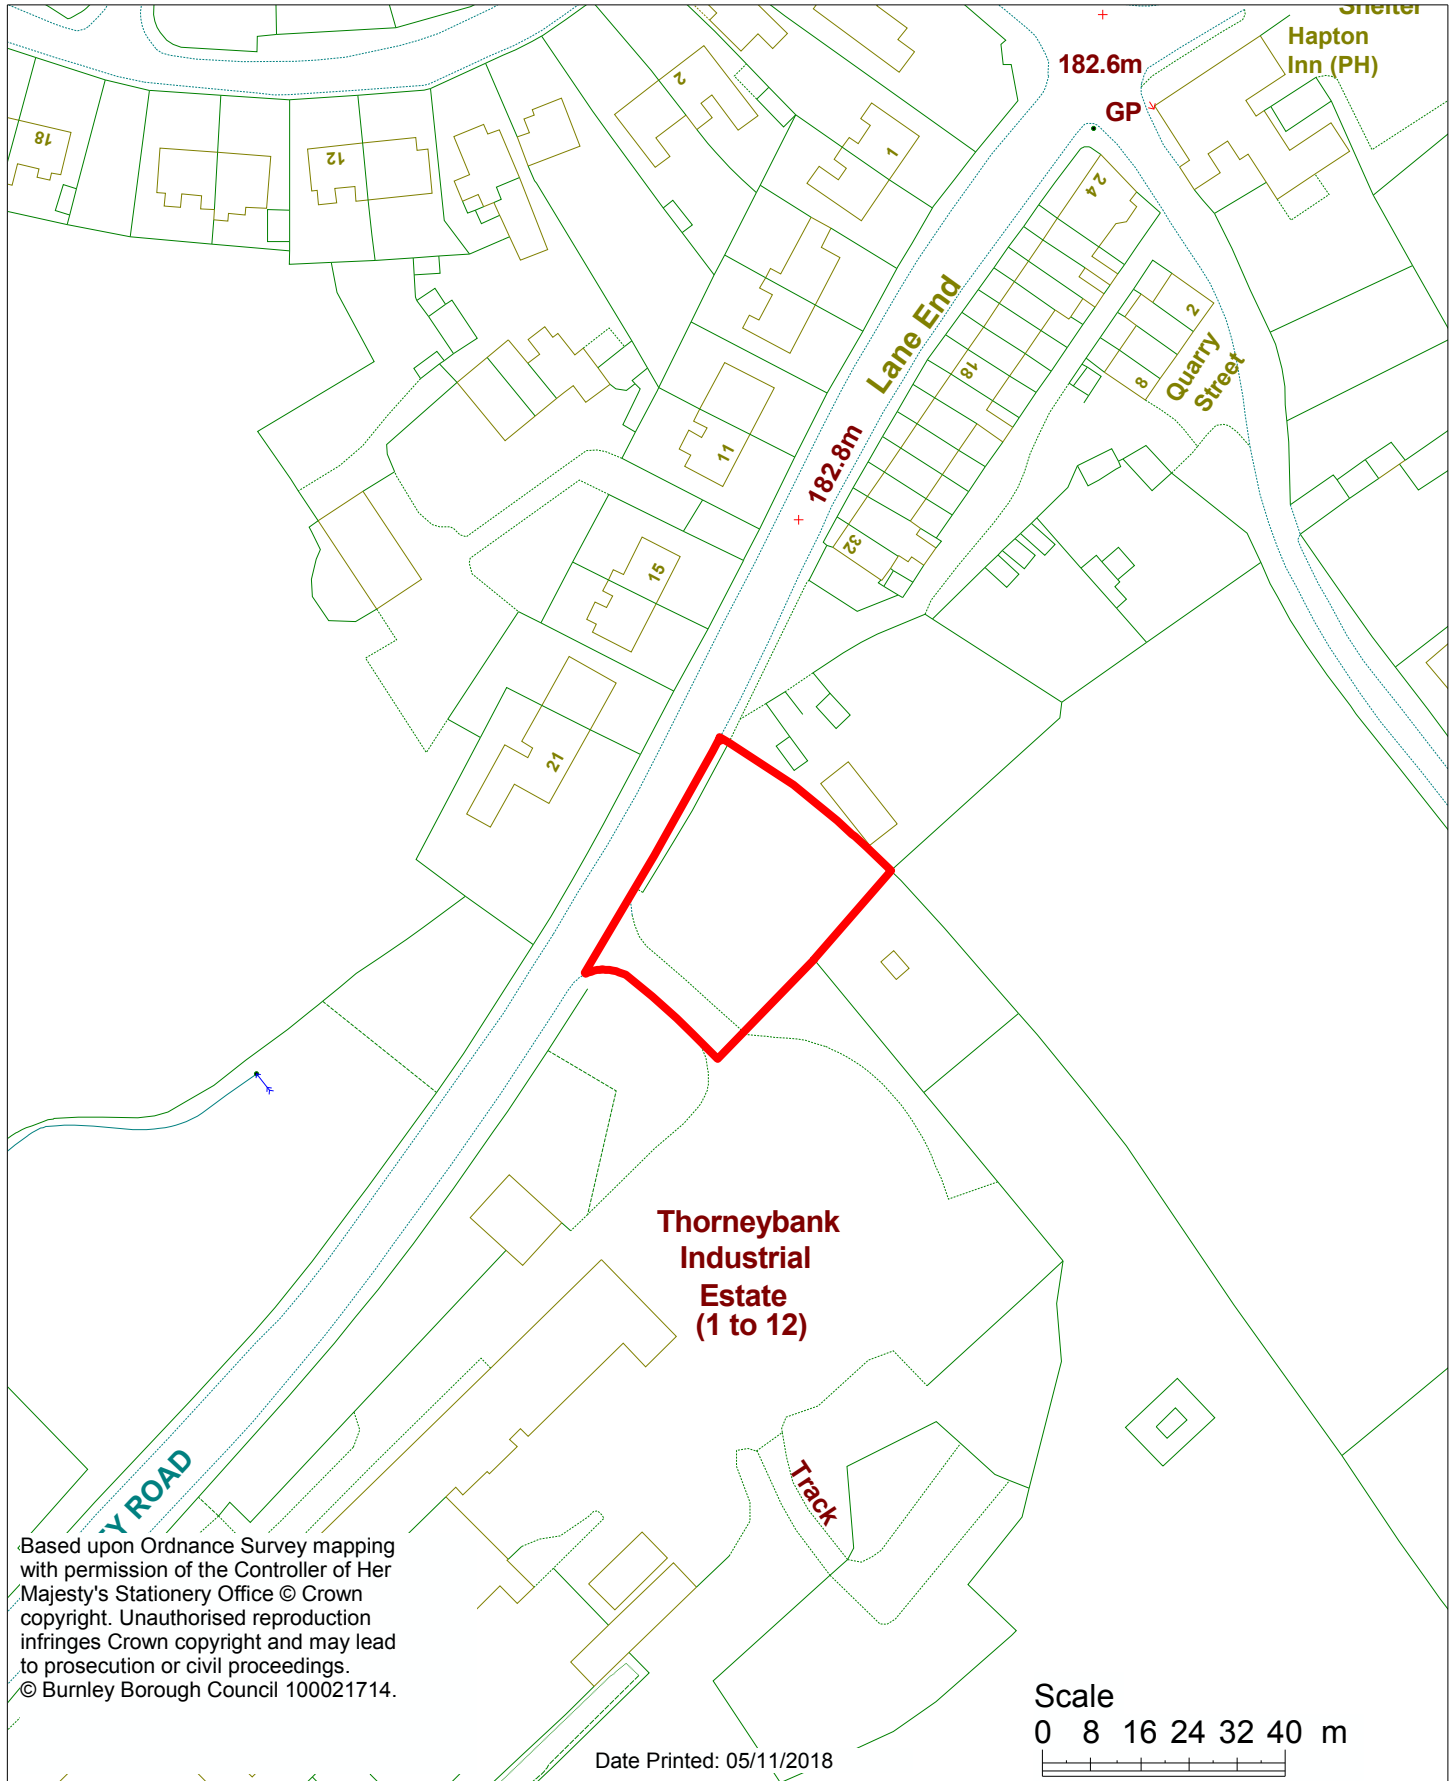 Shelter
Hapton
Inn (PH)
182.6m
GP
2
18
12
1
24
Lane End
2
Quarry
Street
8
18
11
182.8m
32
15
21
Thorneybank
Industrial
Estate
(1 to 12)
Track
ROAD
Based upon Ordnance Survey mapping
with permission of the Controller of Her
Majesty's Stationery Office © Crown
copyright. Unauthorised reproduction
infringes Crown copyright and may lead
to prosecution or civil proceedings.
© Burnley Borough Council 100021714.
Date Printed: 05/11/2018
Scale
0 8 16 24 32 40 m